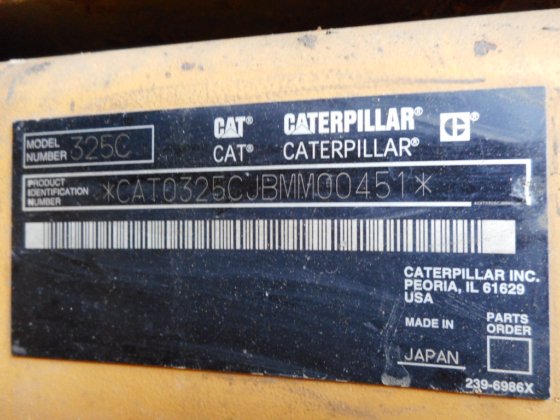 CAT® CATERPILLAR® C®
MODEL NUMBER 325C CAT® CATERPILLAR®
PRODUCT
IDENTIFICATION *CAT0325CJBMM00451*
NUMBER
CATERPILLAR INC.
PEORIA, IL 61629
USA
MADE IN JAPAN
PARTS
ORDER
239-6986X